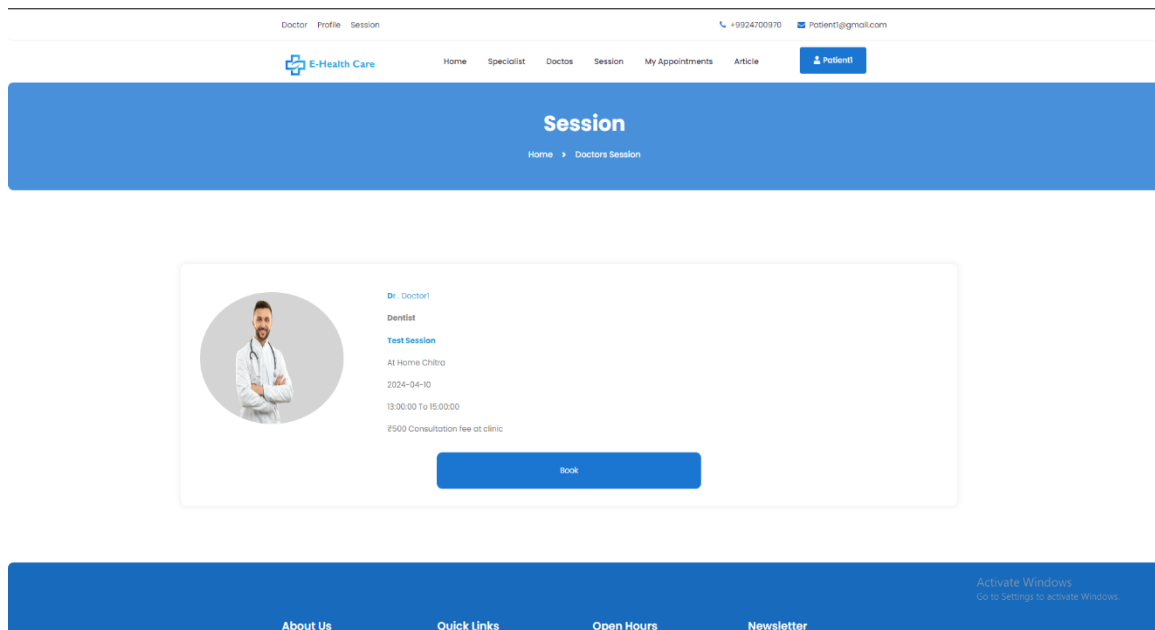 Doctor Profile Session +9924700970 Patient1@gmail.com
E-Health Care Home Specialist Doctos Session My Appointments Article Patient1
Session
Home > Doctors Session
Dr . Doctor1
Dentist
Test Session
At Home Chitra
2024-04-10
13:00:00 To 15:00:00
₹500 Consultation fee at clinic
Book
Activate Windows
Go to Settings to activate Windows.
About Us Quick Links Open Hours Newsletter